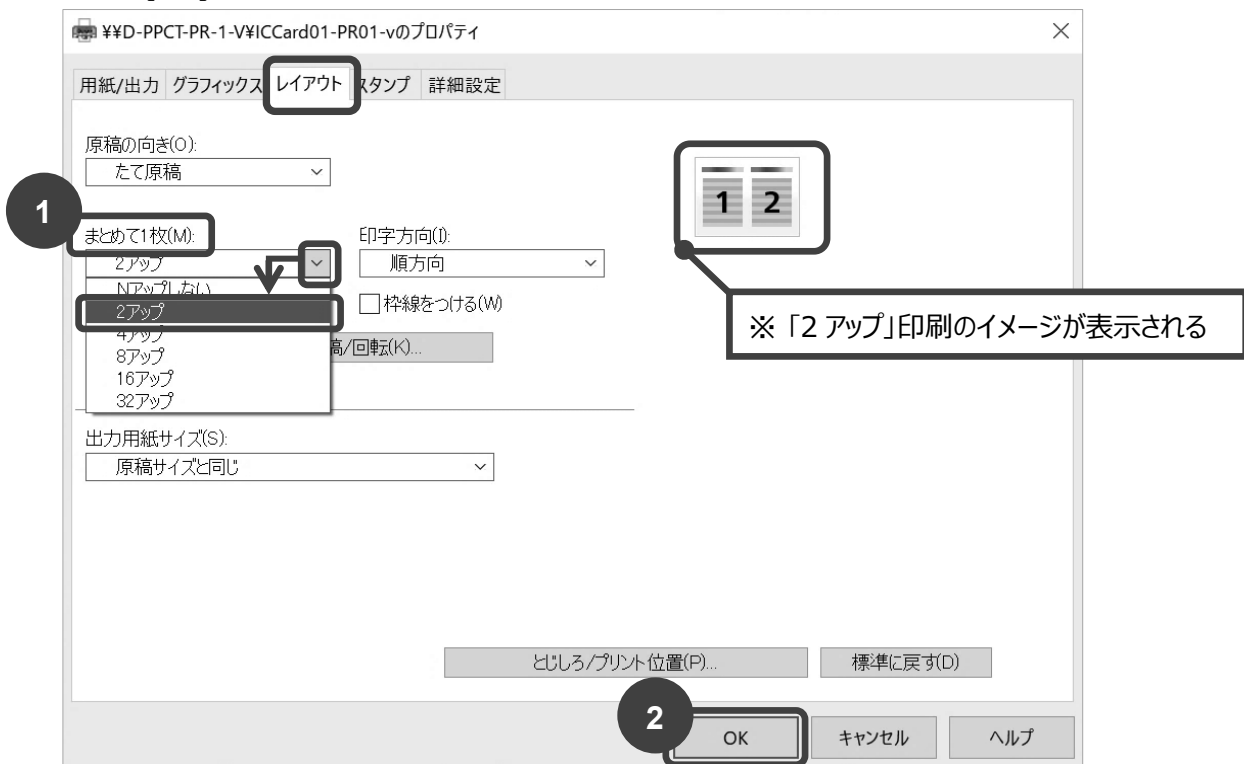 ¥¥D-PPCT-PR-1-V¥ICCard01-PR01-vのプロパティ
用紙/出力 グラフィックス レイアウト スタンプ 詳細設定
原稿の向き(O):
たて原稿
1
まとめて1枚(M):
印字方向(I):
2アップ
順方向
Nアップしない
2アップ
4アップ
8アップ
16アップ
32アップ
枠線をつける(W)
稿/回転(K)...
1 2
※「2 アップ」印刷のイメージが表示される
出力用紙サイズ(S):
原稿サイズと同じ
とじしろ/プリント位置(P)...
標準に戻す(D)
2
OK
キャンセル
ヘルプ